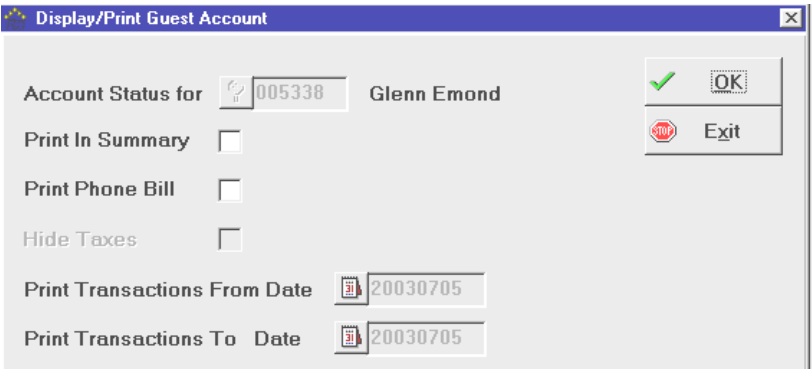 Display/Print Guest Account
Account Status for 005338 Glenn Emond
OK
Print In Summary
Exit
Print Phone Bill
Hide Taxes
Print Transactions From Date 20030705
Print Transactions To Date 20030705